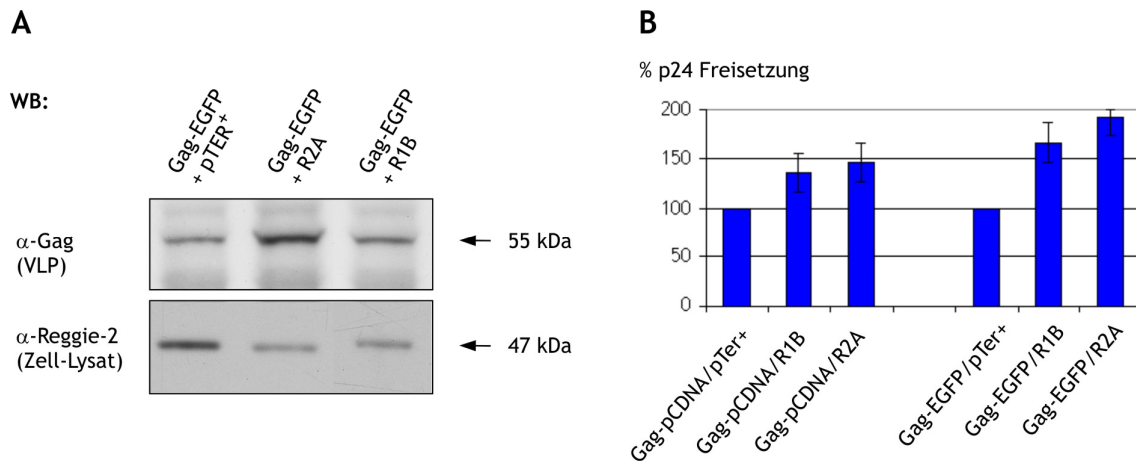 A
WB:
Gag-EGFP
+ pTER+
Gag-EGFP
+ R2A
Gag-EGFP
+ R1B
α-Gag
(VLP)
55 kDa
α-Reggie-2
(Zell-Lysat)
47 kDa
B
% p24 Freisetzung
200
150
100
50
0
Gag-pCDNA/pTer+
Gag-pCDNA/R1B
Gag-pCDNA/R2A
Gag-EGFP/pTer+
Gag-EGFP/R1B
Gag-EGFP/R2A